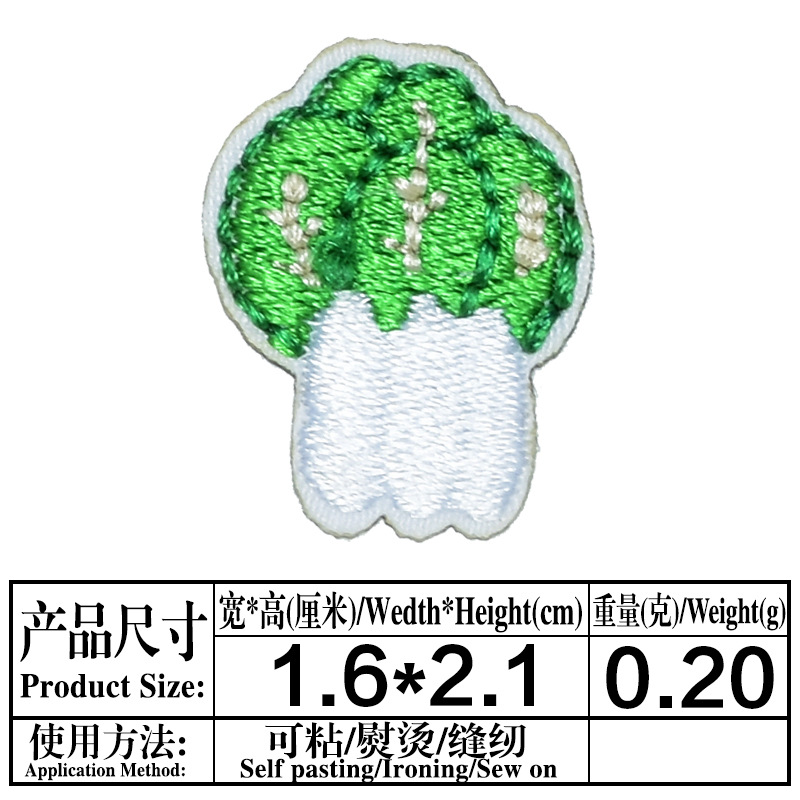 产品尺寸
Product Size:
宽*高(厘米)/Wedth*Height(cm)
重量(克)/Weight(g)
1.6*2.1
0.20
使用方法:
Application Method:
可粘/熨烫/缝纫
Self pasting/Ironing/Sew on